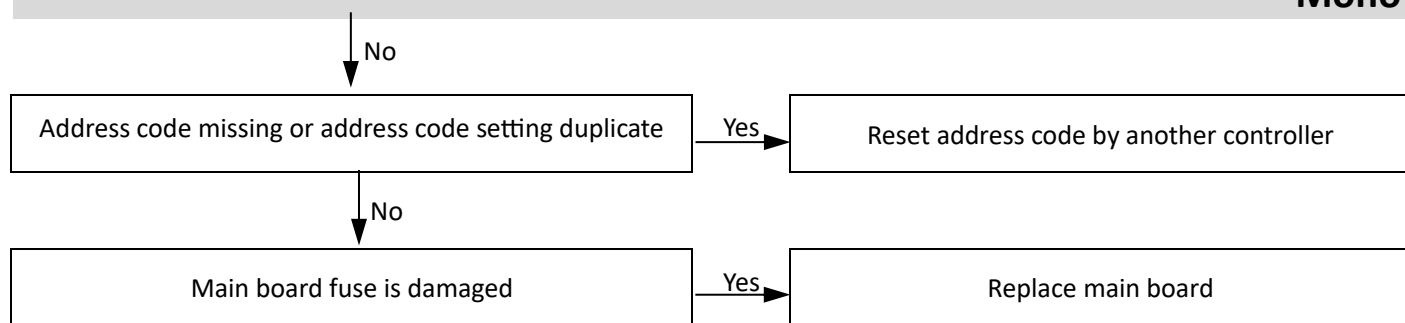 Mono
No
Address code missing or address code setting duplicate
Yes
Reset address code by another controller
No
Main board fuse is damaged
Yes
Replace main board